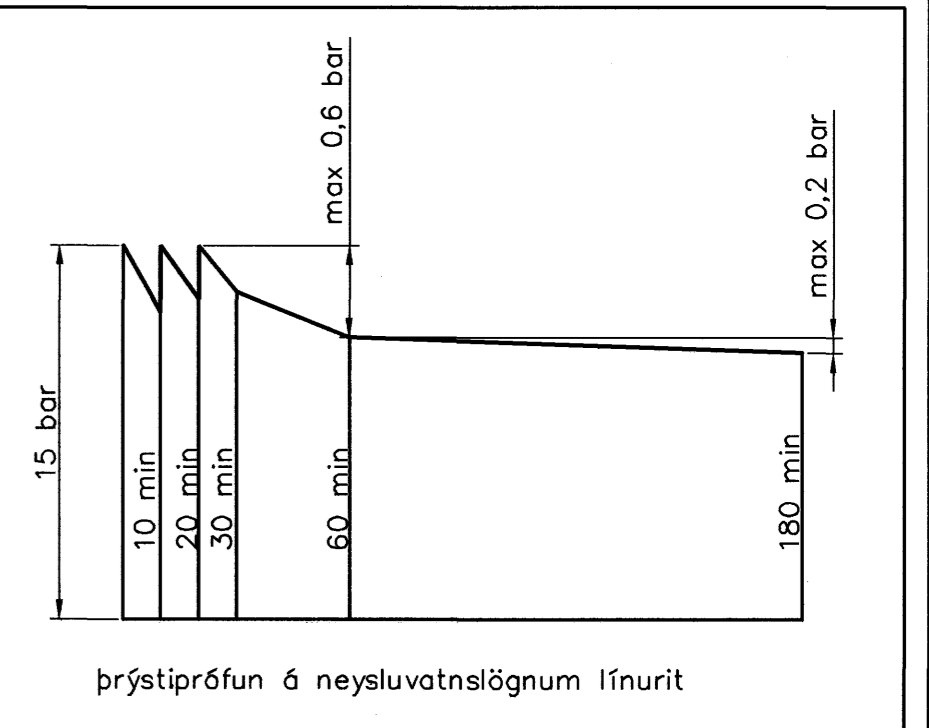 max 0,6 bar
max 0,2 bar
15 bar
10 min
20 min
30 min
60 min
180 min
þrýstiprófun á neysluvatnslögnum línurit